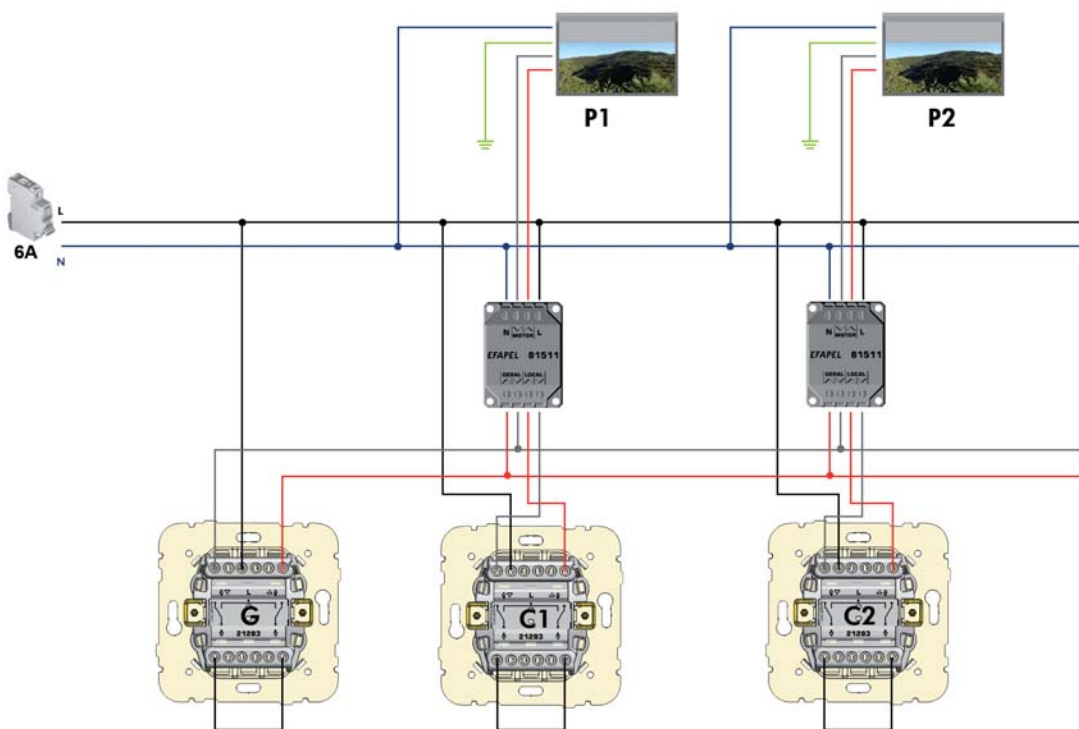 P1
P2
L
6A
N
N MOTOR L
EFAPEL 81511
GERAL LOCAL
N MOTOR L
EFAPEL 81511
GERAL LOCAL
L
G
21283
L
C1
21283
L
C2
21283